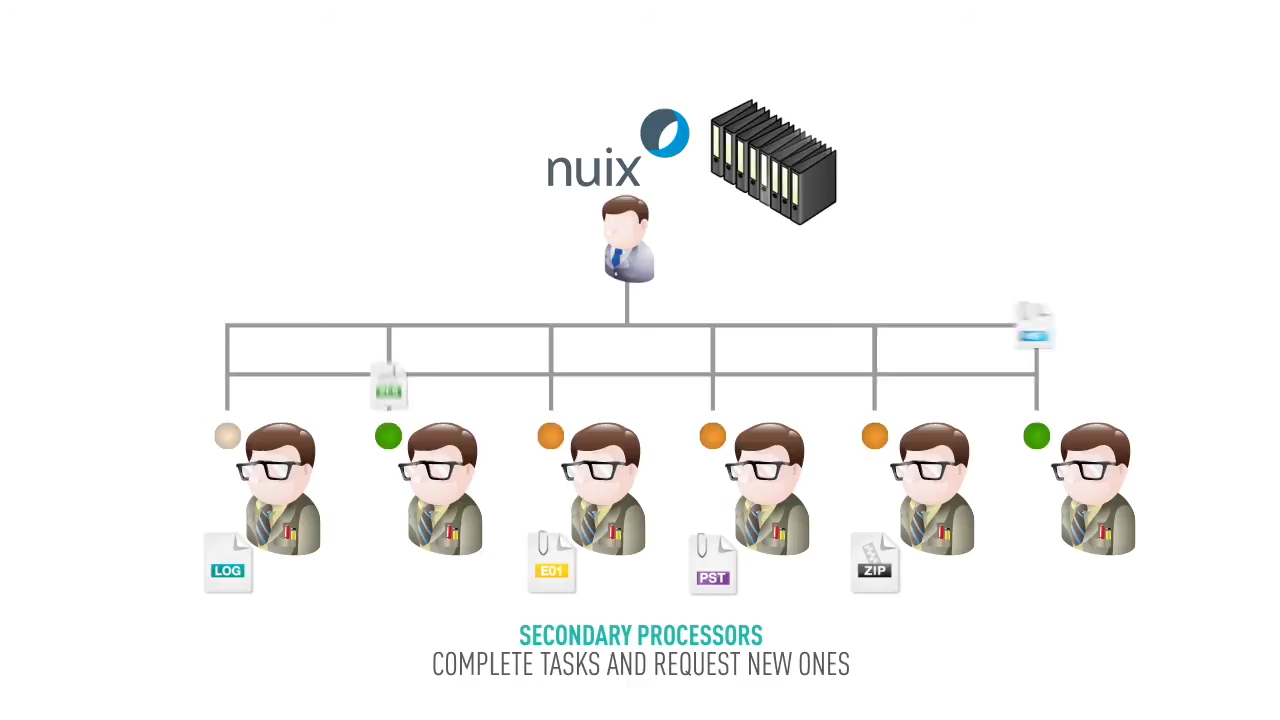 nuix
LOG
E01
PST
ZIP
SECONDARY PROCESSORS
COMPLETE TASKS AND REQUEST NEW ONES